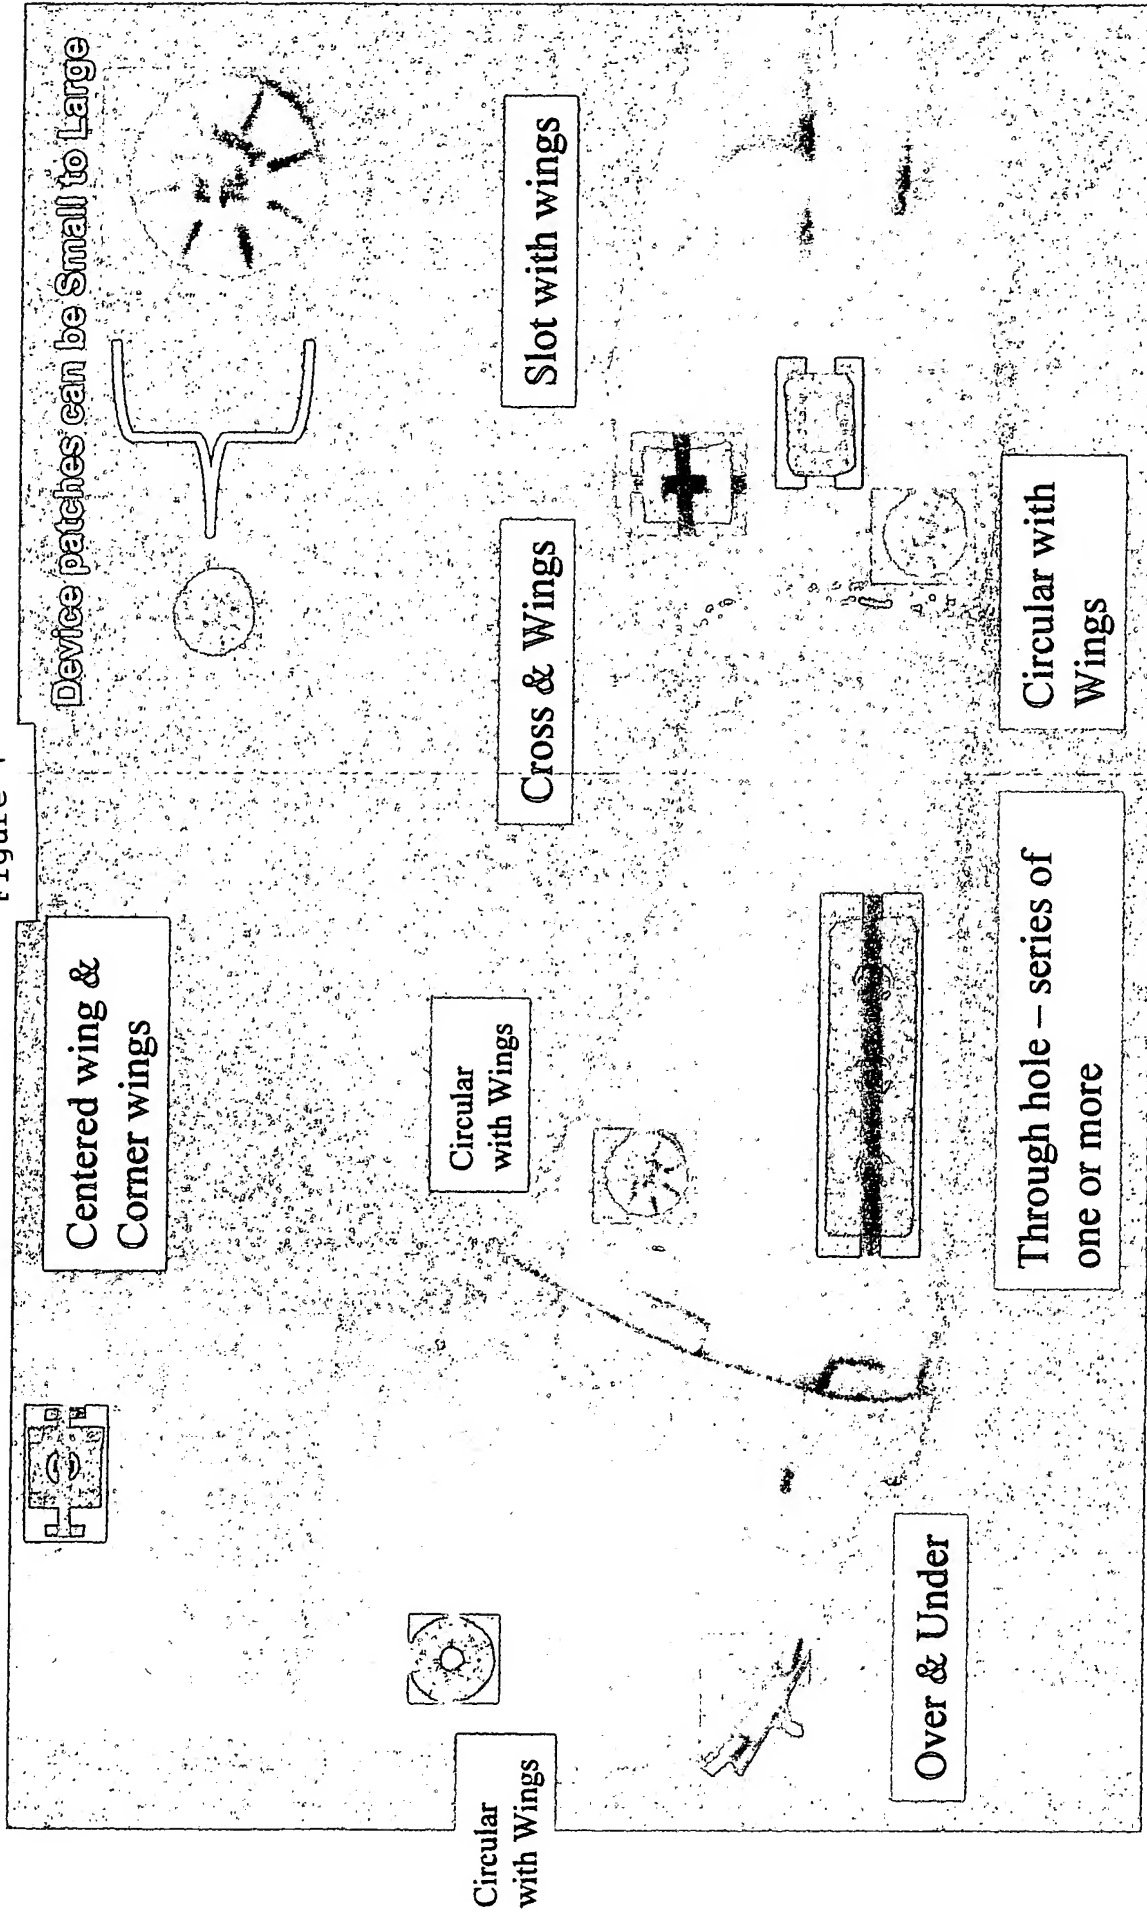 Figure
Device patches can be Small to Large
Centered wing &
Corner wings
Circular
with Wings
Circular
with Wings
Cross & Wings
Slot with wings
Over & Under
Through hole – series of
one or more
Circular with
Wings